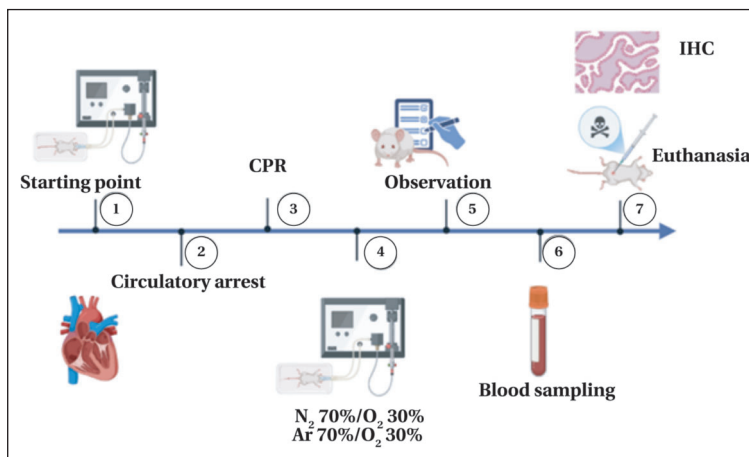 IHC
CPR
Euthanasia
Starting point
Observation
1
3
5
7
2
4
6
Circulatory arrest
Blood sampling
N₂ 70%/O₂ 30%
Ar 70%/O₂ 30%